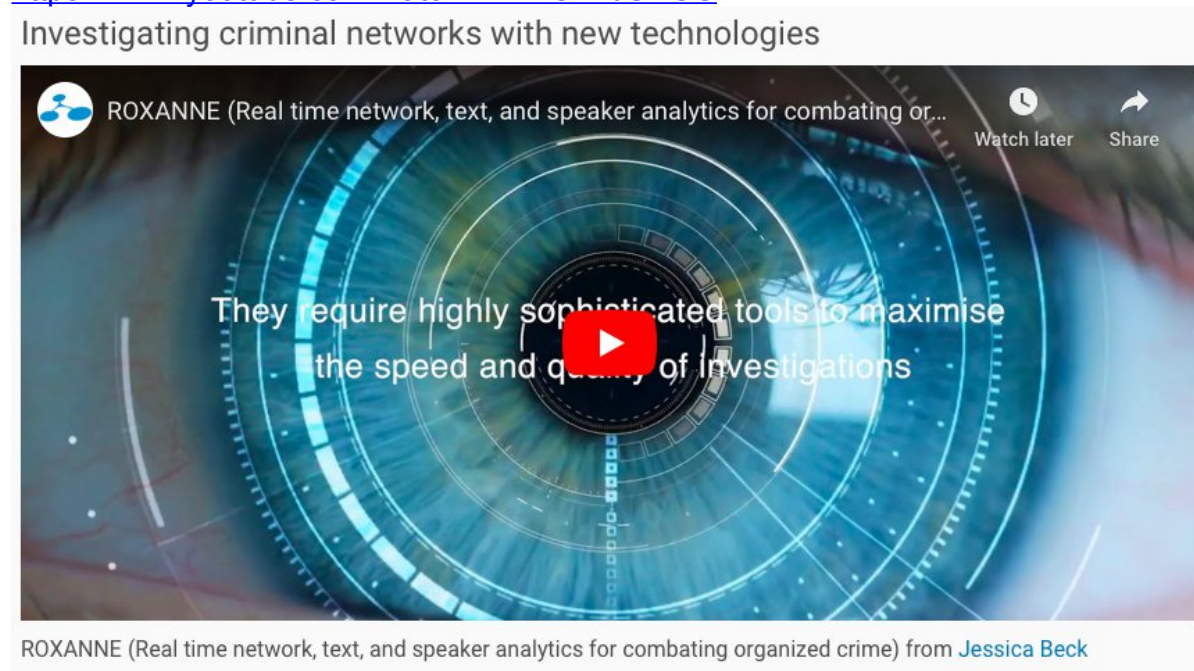 Investigating criminal networks with new technologies
ROXANNE (Real time network, text, and speaker analytics for combating or...
Watch later
Share
They require highly sophisticated tools to maximise
the speed and quality of investigations
ROXANNE (Real time network, text, and speaker analytics for combating organized crime) from Jessica Beck